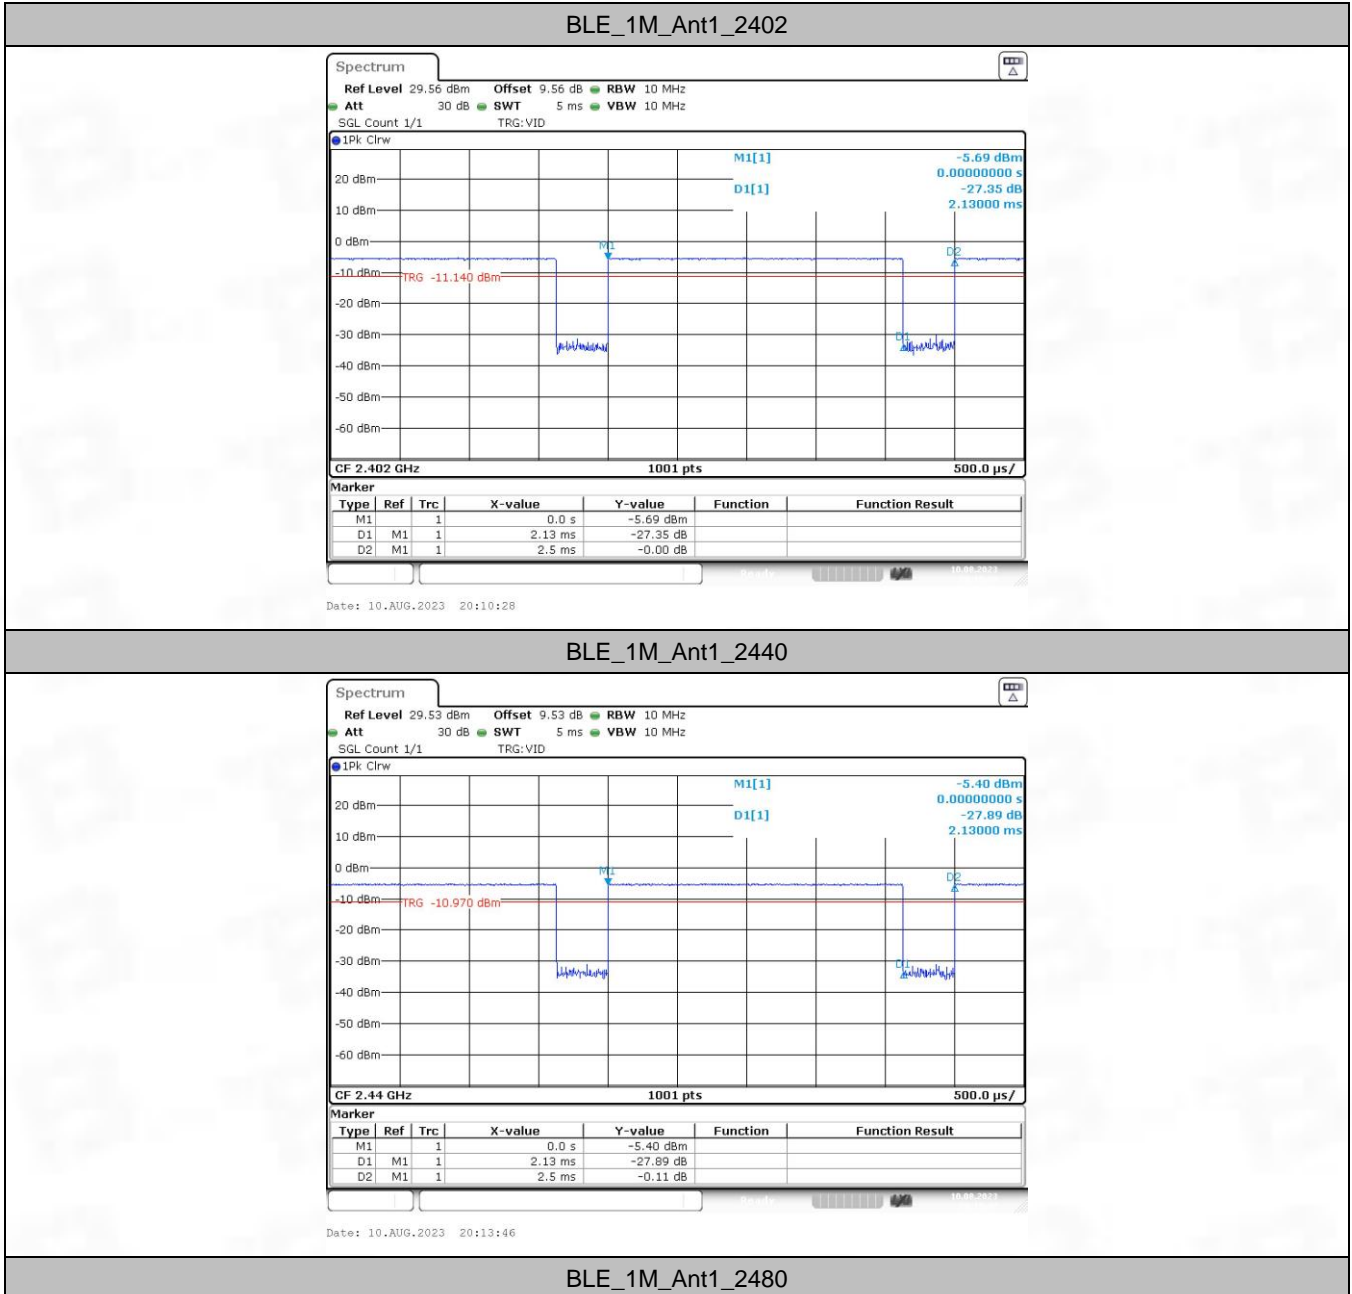 BLE_1M_Ant1_2402
Spectrum
Ref Level 29.56 dBm Offset 9.56 dB RBW 10 MHz
Att 30 dB SWT 5 ms VBW 10 MHz
SGL Count 1/1 TRG:VID
1Pk Clrw
M1[1] -5.69 dBm
0.00000000 s
D1[1] -27.35 dB
2.13000 ms
20 dBm
10 dBm
0 dBm
M1
D2
-10 dBm
TRG -11.140 dBm
-20 dBm
-30 dBm
D1
-40 dBm
-50 dBm
-60 dBm
CF 2.402 GHz 1001 pts 500.0 µs/
Marker
Type Ref Trc X-value Y-value Function Function Result
M1 1 0.0 s -5.69 dBm
D1 M1 1 2.13 ms -27.35 dB
D2 M1 1 2.5 ms -0.00 dB
Ready 10.08.2023
Date: 10.AUG.2023 20:10:28
BLE_1M_Ant1_2440
Spectrum
Ref Level 29.53 dBm Offset 9.53 dB RBW 10 MHz
Att 30 dB SWT 5 ms VBW 10 MHz
SGL Count 1/1 TRG:VID
1Pk Clrw
M1[1] -5.40 dBm
0.00000000 s
D1[1] -27.89 dB
2.13000 ms
20 dBm
10 dBm
0 dBm
M1
D2
-10 dBm
TRG -10.970 dBm
-20 dBm
-30 dBm
D1
-40 dBm
-50 dBm
-60 dBm
CF 2.44 GHz 1001 pts 500.0 µs/
Marker
Type Ref Trc X-value Y-value Function Function Result
M1 1 0.0 s -5.40 dBm
D1 M1 1 2.13 ms -27.89 dB
D2 M1 1 2.5 ms -0.11 dB
Ready 10.08.2023
Date: 10.AUG.2023 20:13:46
BLE_1M_Ant1_2480